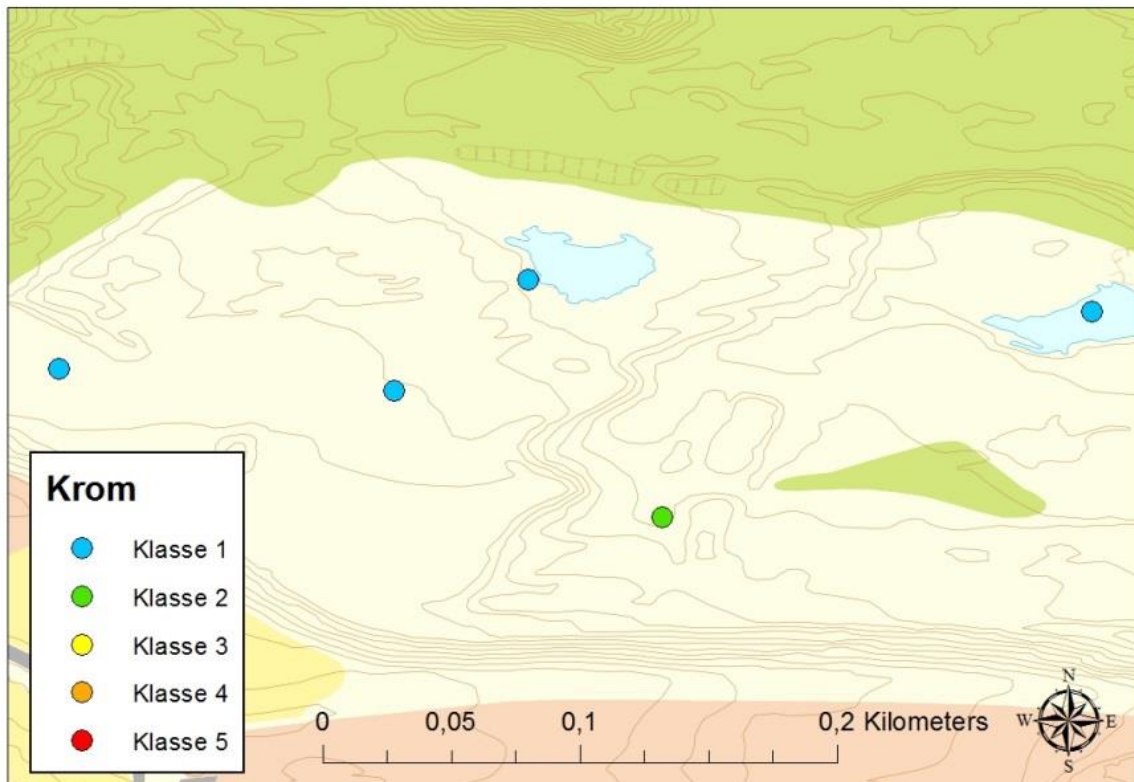 Krom
Klasse 1
Klasse 2
Klasse 3
Klasse 4
Klasse 5
0 0,05 0,1 0,2 Kilometers
N
W E
S